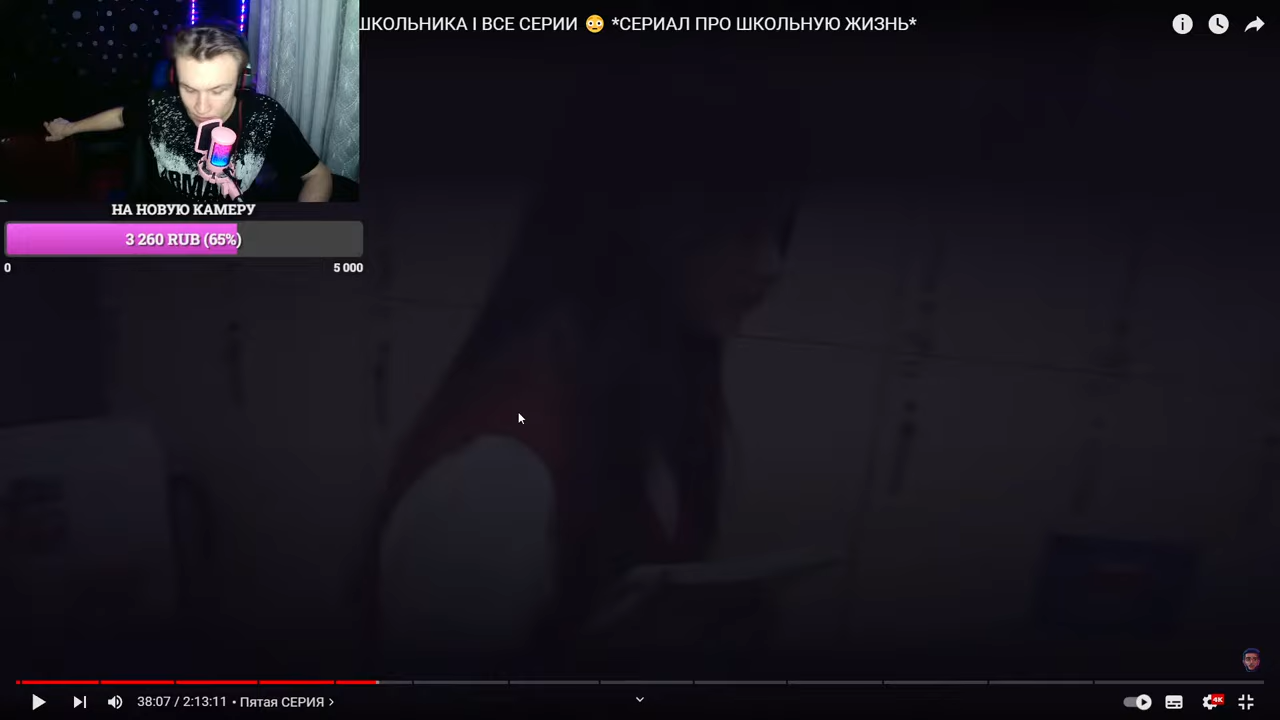 ШКОЛЬНИКА I ВСЕ СЕРИИ 😳 *СЕРИАЛ ПРО ШКОЛЬНУЮ ЖИЗНЬ*
НА НОВУЮ КАМЕРУ
3 260 RUB (65%)
0 5 000
38:07 / 2:13:11 • Пятая СЕРИЯ
4K